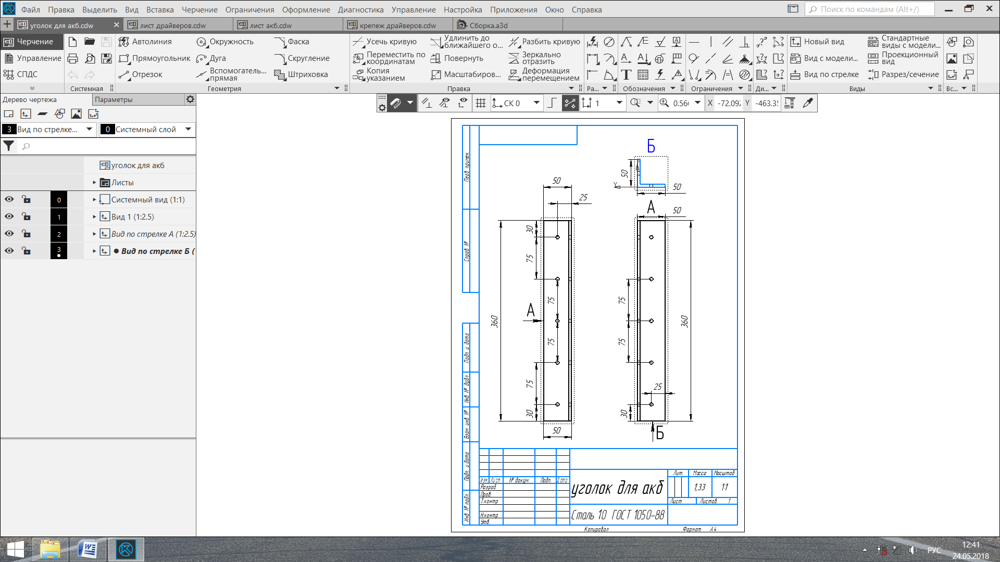 Файл Правка Выделить Вид Вставка Черчение Ограничения Оформление Диагностика Управление Настройка Приложения Окно Справка
Поиск по командам (Alt+/)
уголок для акб.cdw
лист драйверов.cdw
лист акб.cdw
крепеж драйверов.cdw
Сборка.a3d
Черчение
Управление
СПДС
Системная
Автолиния
Прямоугольник
Отрезок
Окружность
Дуга
Вспомогатель...
прямая
Фаска
Скругление
Штриховка
Геометрия
Усечь кривую
Переместить по
координатам
Копия
указанием
Удлинить до
ближайшего о...
Повернуть
Масштабиров...
Разбить кривую
Зеркально
отразить
Деформация
перемещением
Правка
Ра...
Обозначения
Ограничения
Ди...
Новый вид
Вид с модели...
Вид по стрелке
Стандартные
виды с модели...
Проекционный
вид
Разрез/сечение
Виды
Вс...
Дерево чертежа
Параметры
СК 0
1
0.56
X -72.092
Y -463.35
3 Вид по стрелке...
0 Системный слой
уголок для акб
Листы
0 Системный вид (1:1)
1 Вид 1 (1:2.5)
2 Вид по стрелке А (1:2.5)
3 Вид по стрелке Б (
Перв. примен.
Справ. №
Подп. и дата
Инв. № дубл.
Взам. инв. №
Подп. и дата
Инв. № подл.
Б
50
Y
50
50
25
А
50
30
75
75
А
360
75
75
30
50
75
75
360
25
30
Б
Изм. Лист № докум. Подп. Дата
Разраб.
Пров.
Т.контр.
Н.контр.
Утв.
уголок для акб
Сталь 10 ГОСТ 1050-88
Лит. Масса Масштаб
1,33 1:1
Лист Листов 1
Копировал Формат А4
РУС
12:41
24.05.2018